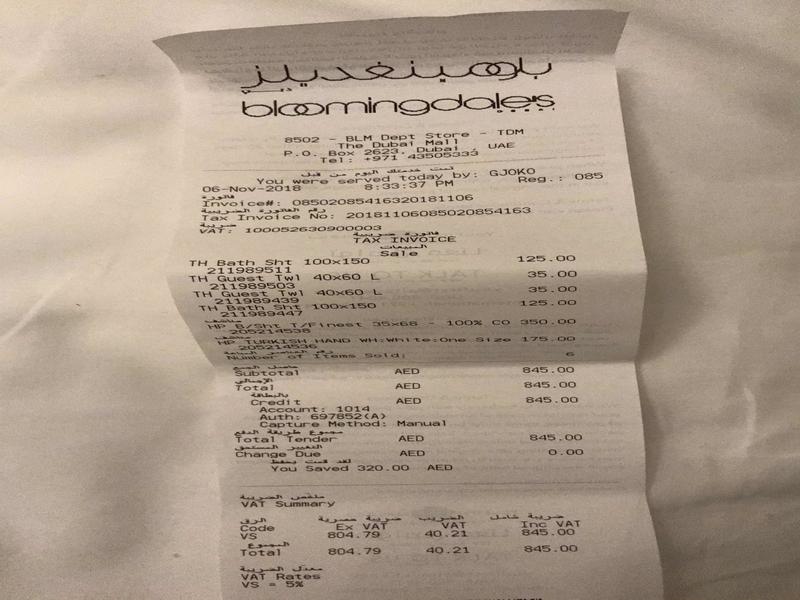 بلومينغديلز
دبي
bloomingdale's
DUBAI
8502 - BLM Dept Store - TDM
The Dubai Mall
P.O. Box 2623, Dubai, UAE
Tel: +971 43505333
تمت خدمتك اليوم من قبل
You were served today by: GJOKO
06-Nov-2018 8:33:37 PM Reg.: 085
فاتورة
Invoice#: 08502085416320181106
رقم الفاتورة الضريبية
Tax Invoice No: 20181106085020854163
ضريبة
VAT: 100052630900003
فاتورة ضريبية
TAX INVOICE
المبيعات
Sale
TH Bath Sht 100x150 125.00
211989511
TH Guest Twl 40x60 L 35.00
211989503
TH Guest Twl 40x60 L 35.00
211989439
TH Bath Sht 100x150 125.00
211989447
مناشف
HP B/Sht T/Finest 35x68 - 100% CO 350.00
205214538
مناشف
HP TURKISH HAND WH:White:One Size 175.00
205214536
رقم العناصر المباعة
Number of Items Sold: 6
حاصل الجمع
Subtotal AED 845.00
الإجمالي
Total AED 845.00
بالبطاقة
Credit AED 845.00
Account: 1014
Auth: 697852(A)
Capture Method: Manual
مجموع طريقة الدفع
Total Tender AED 845.00
التغيير المستحق
Change Due AED 0.00
لقد قمت بحفظ
You Saved 320.00 AED
ملخص الضريبة
VAT Summary
الرق ضريبة حصرية الضريب ضريبة شامل
Code Ex VAT VAT Inc VAT
VS 804.79 40.21 845.00
المجموع
Total 804.79 40.21 845.00
معدل الضريبة
VAT Rates
VS = 5%